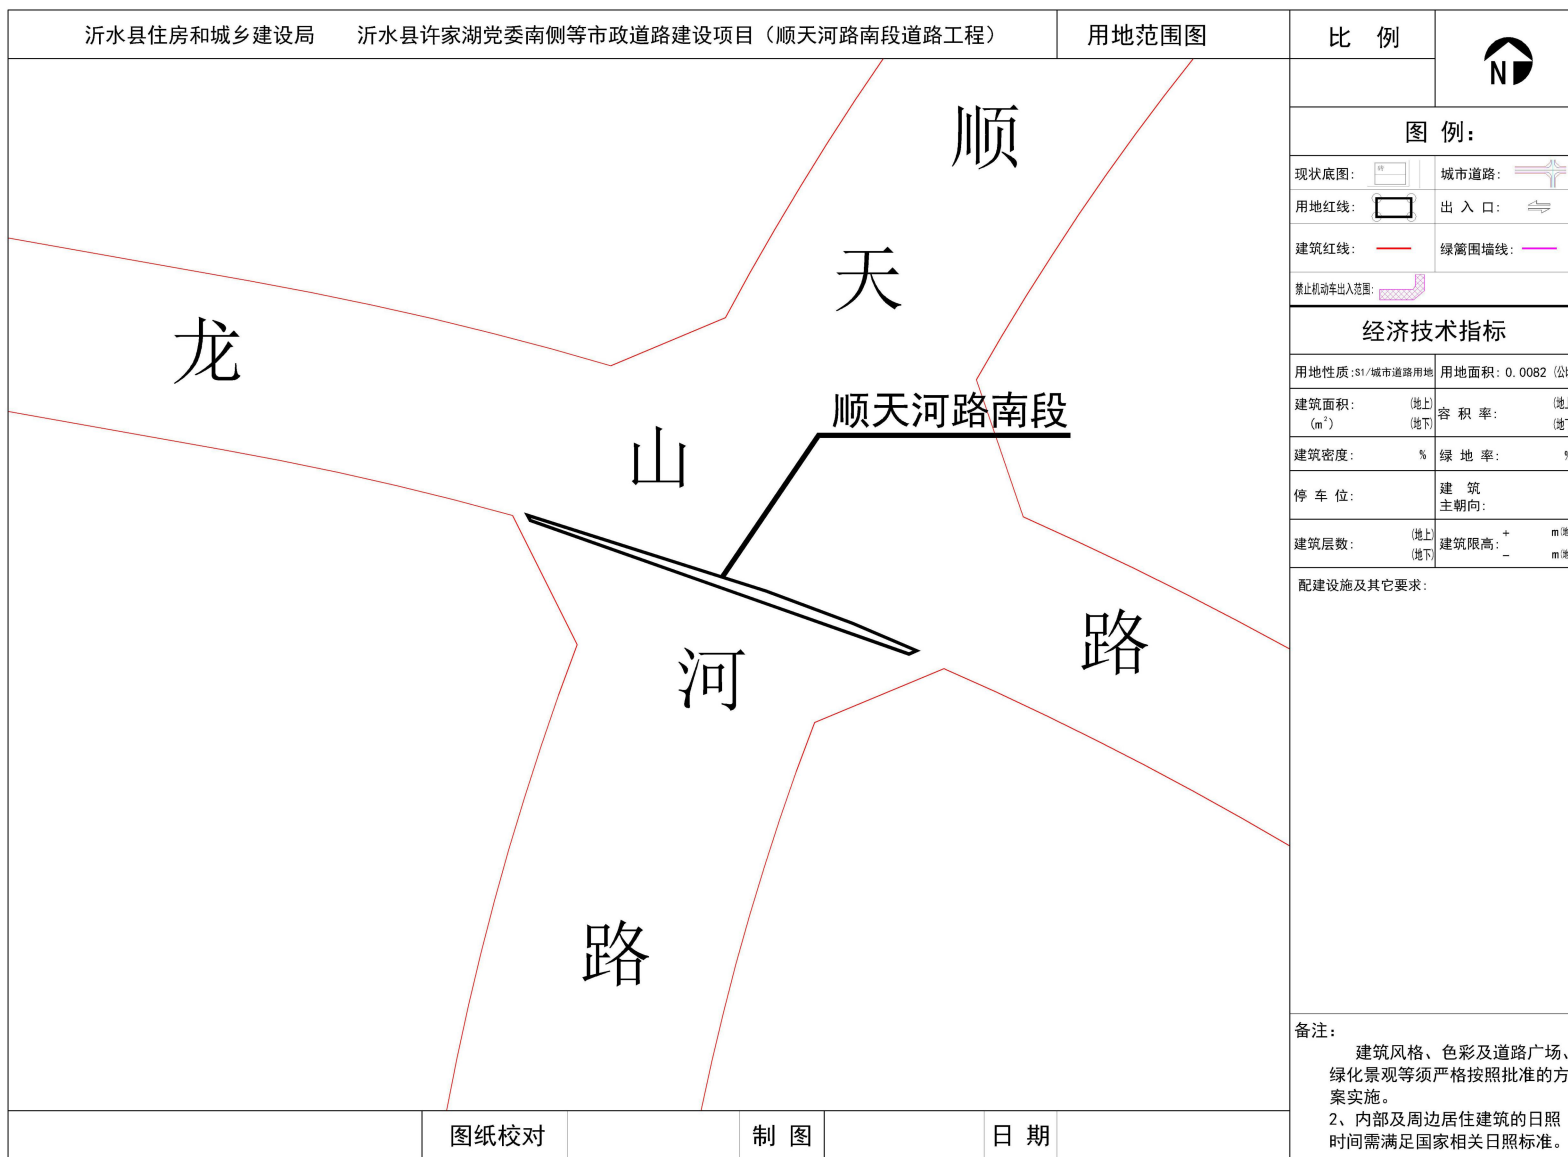 沂水县住房和城乡建设局 沂水县许家湖党委南侧等市政道路建设项目（顺天河路南段道路工程） 用地范围图
比 例
N
图 例：
现状底图： 城市道路：
用地红线： 出 入 口：
建筑红线： 绿篱围墙线：
禁止机动车出入范围：
经济技术指标
用地性质：S1/城市道路用地 用地面积：0.0082
建筑面积： (地上) 容 积 率：
(m²) (地下)
建筑密度： % 绿 地 率：
停 车 位： 建 筑
主朝向：
建筑层数： (地上) 建筑限高： + m
(地下) − m
配建设施及其它要求：
备注：
建筑风格、色彩及道路广场、
绿化景观等须严格按照批准的方
案实施。
2、内部及周边居住建筑的日照
时间需满足国家相关日照标准。
顺
天
河
路
龙
山
路
顺天河路南段
图纸校对 制 图 日 期